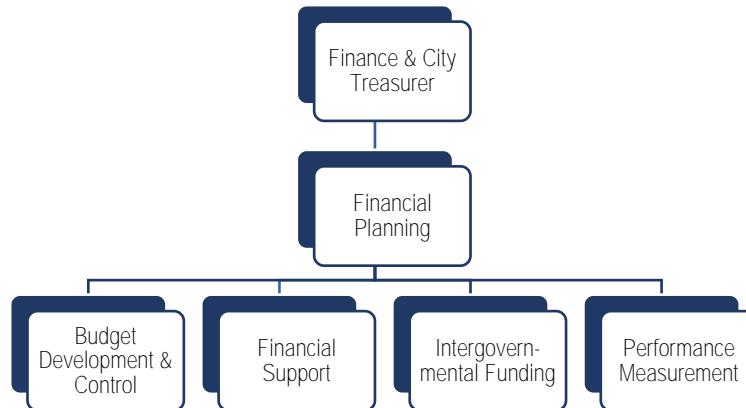 Finance & City
Treasurer
Financial
Planning
Budget
Development &
Control
Financial
Support
Intergovern-
mental Funding
Performance
Measurement